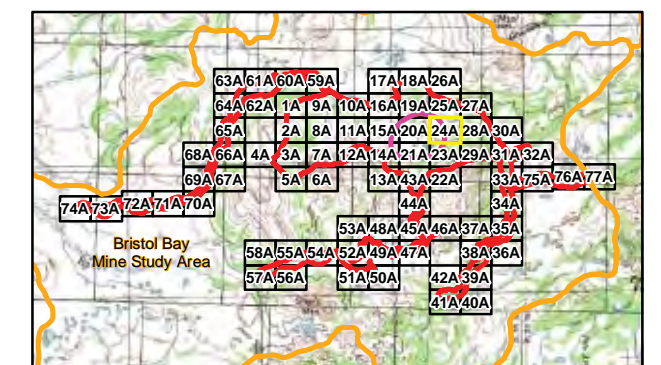 63A 61A 60A 59A 17A 18A 26A
64A 62A 1A 9A 10A 16A 19A 25A 27A
65A 2A 8A 11A 15A 20A 24A 28A 30A
68A 66A 4A 3A 7A 12A 14A 21A 23A 29A 31A 32A
69A 67A 5A 6A 13A 43A 22A 33A 75A 76A 77A
74A 73A 72A 71A 70A 44A 34A
53A 48A 45A 46A 37A 35A
Bristol Bay
Mine Study Area
58A 55A 54A 52A 49A 47A 38A 36A
57A 56A 51A 50A 42A 39A
41A 40A